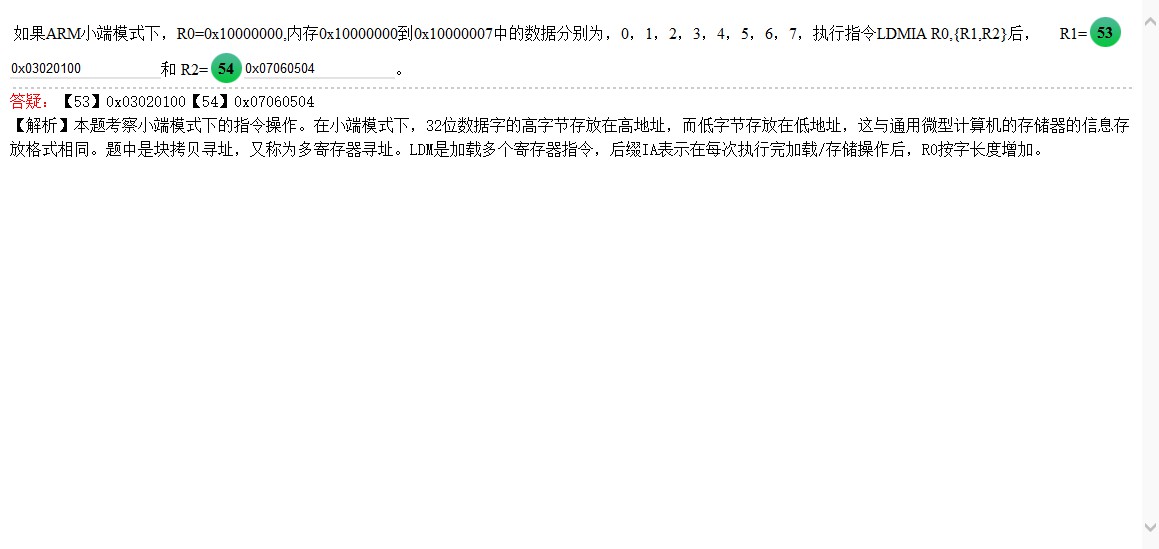 如果ARM小端模式下，R0=0x10000000,内存0x10000000到0x10000007中的数据分别为，0，1，2，3，4，5，6，7，执行指令LDMIA R0,{R1,R2}后， R1= 53
0x03020100 和 R2= 54 0x07060504 。
答疑：【53】0x03020100【54】0x07060504
【解析】本题考察小端模式下的指令操作。在小端模式下，32位数据字的高字节存放在高地址，而低字节存放在低地址，这与通用微型计算机的存储器的信息存
放格式相同。题中是块拷贝寻址，又称为多寄存器寻址。LDM是加载多个寄存器指令，后缀IA表示在每次执行完加载/存储操作后，R0按字长度增加。